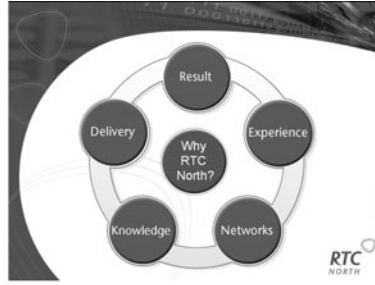 Result
Delivery
Experience
Why
RTC
North?
Knowledge
Networks
RTC
NORTH